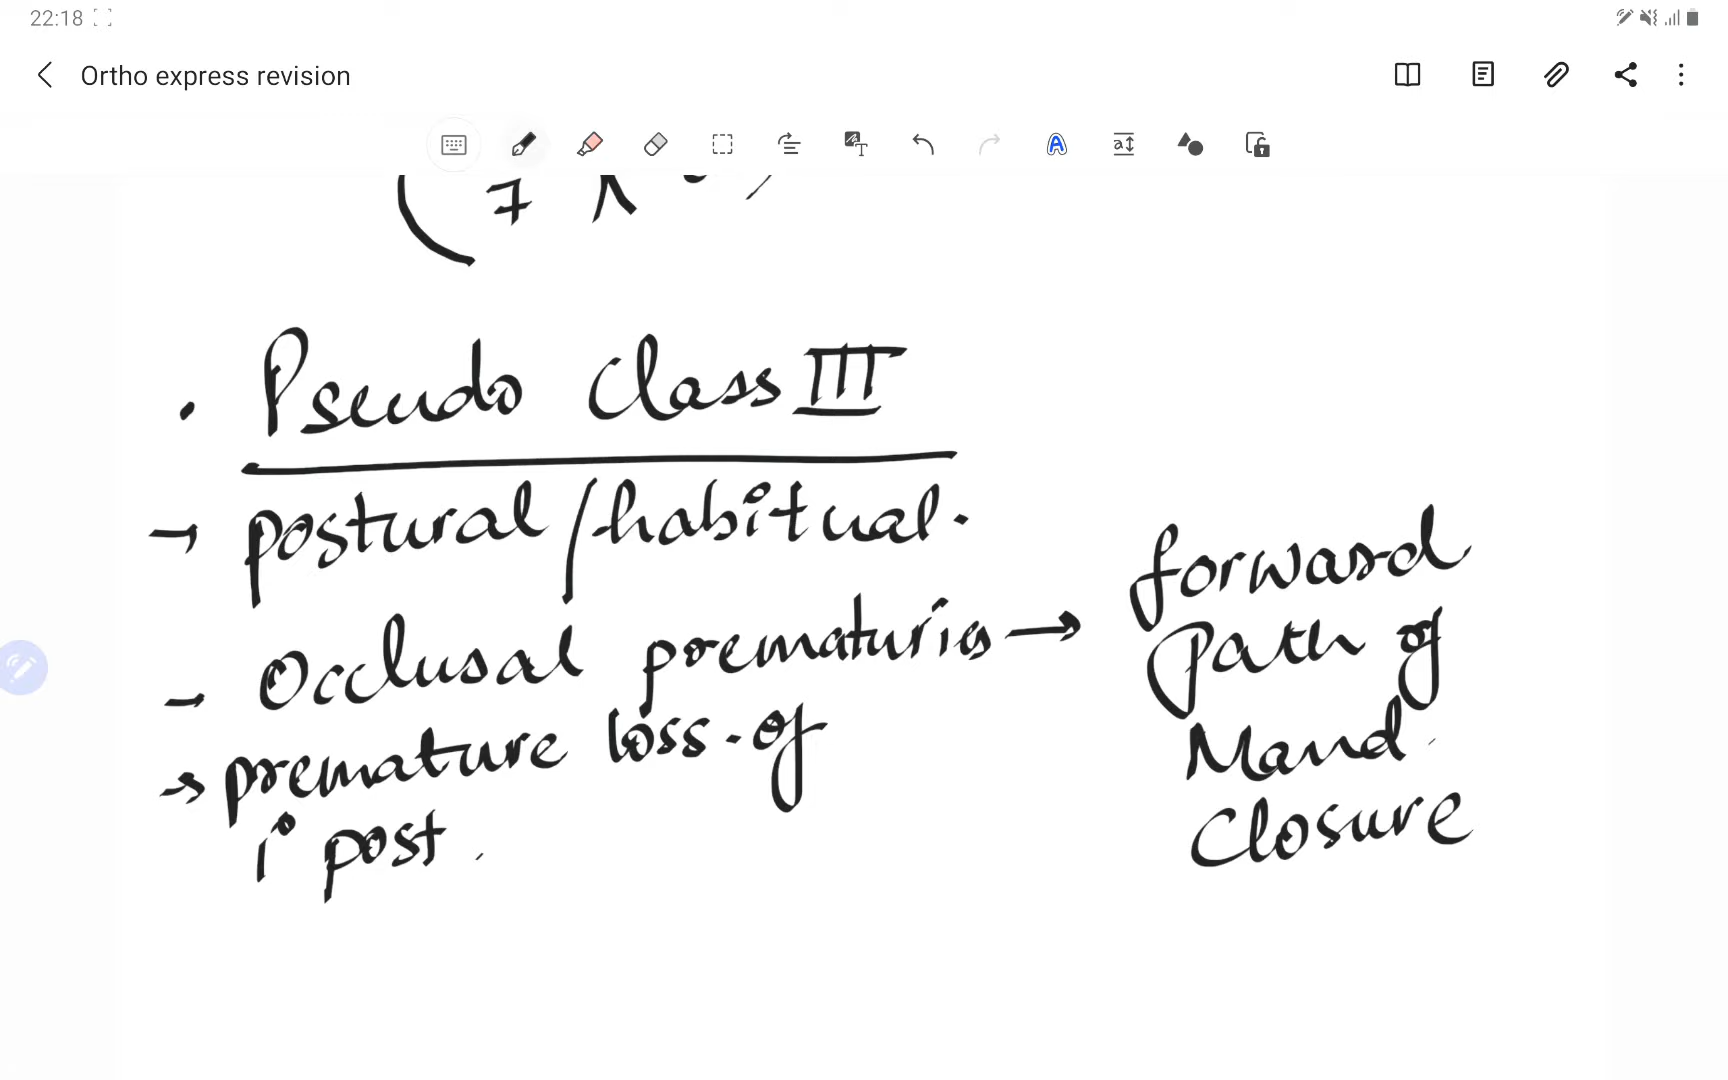 22:18
Ortho express revision
. Pseudo Class III
→ postural/habitual.
→ Occlusal prematuries → forward
Path of
Mand.
Closure
→ premature loss of
1° post.